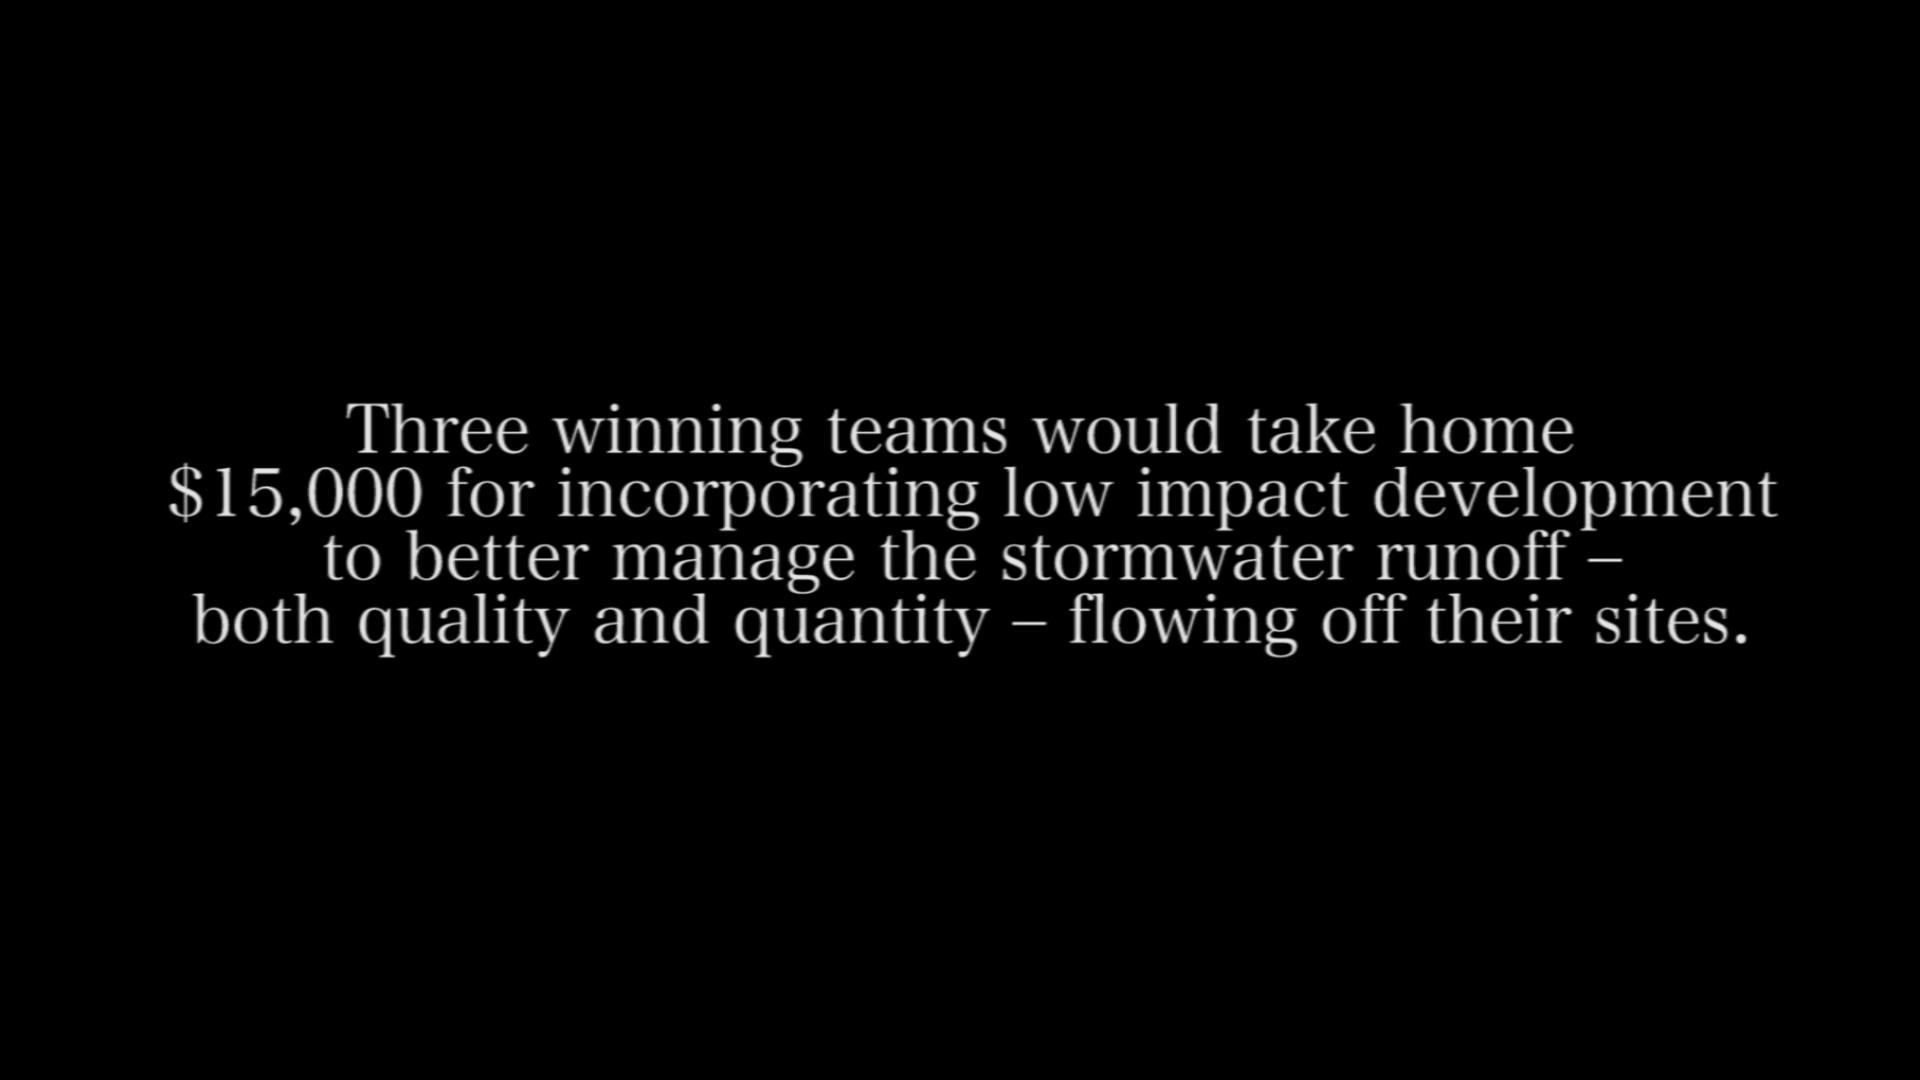 Three winning teams would take home
$15,000 for incorporating low impact development
to better manage the stormwater runoff –
both quality and quantity – flowing off their sites.